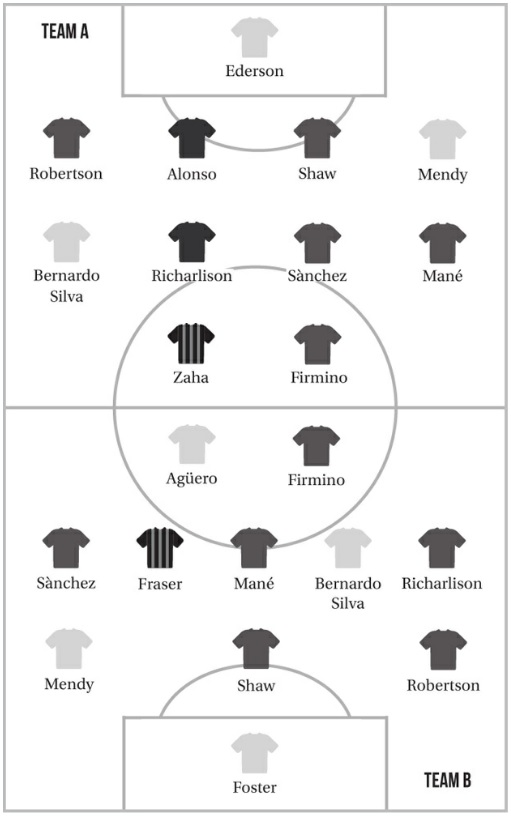 TEAM A
Ederson
Robertson Alonso Shaw Mendy
Bernardo Silva Richarlison Sànchez Mané
Zaha Firmino
Agüero Firmino
Sànchez Fraser Mané Bernardo Silva Richarlison
Mendy Shaw Robertson
Foster
TEAM B